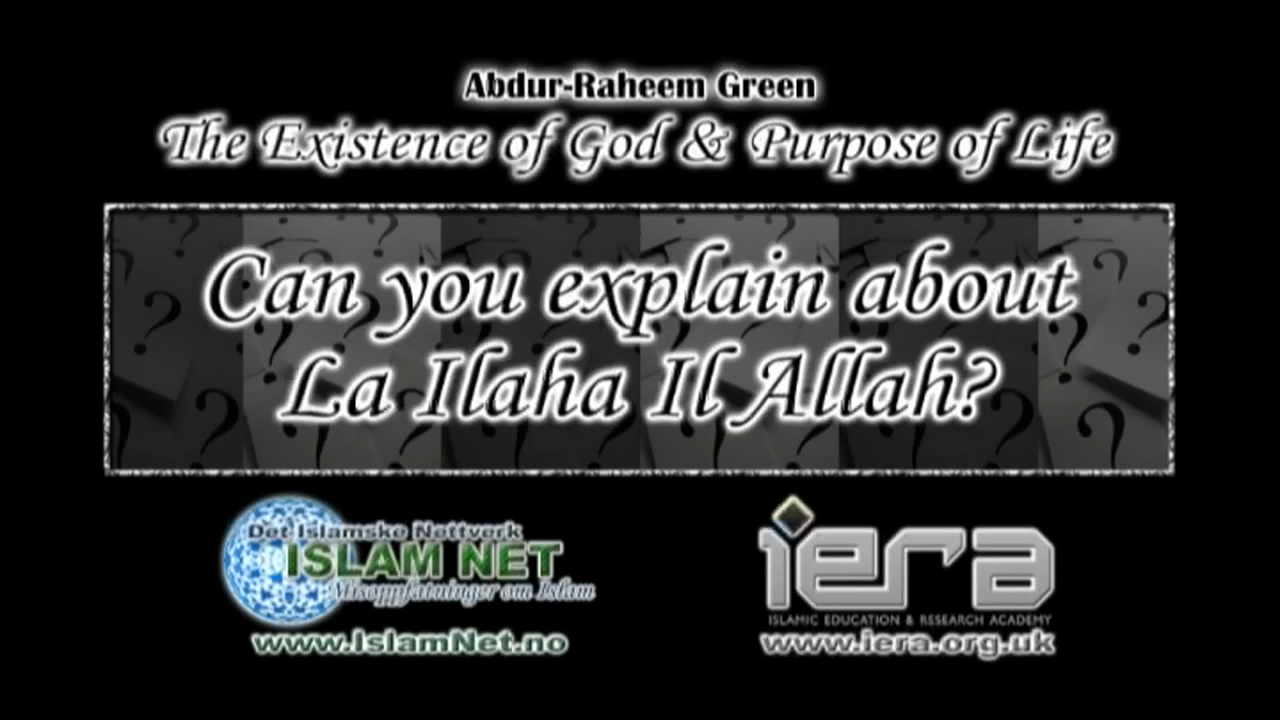 Abdur-Raheem Green
The Existence of God & Purpose of Life
Can you explain about
La Ilaha Il Allah?
Det Islamske Nettverk
ISLAM NET
Misoppfatninger om Islam
www.IslamNet.no
iera
ISLAMIC EDUCATION & RESEARCH ACADEMY
www.iera.org.uk